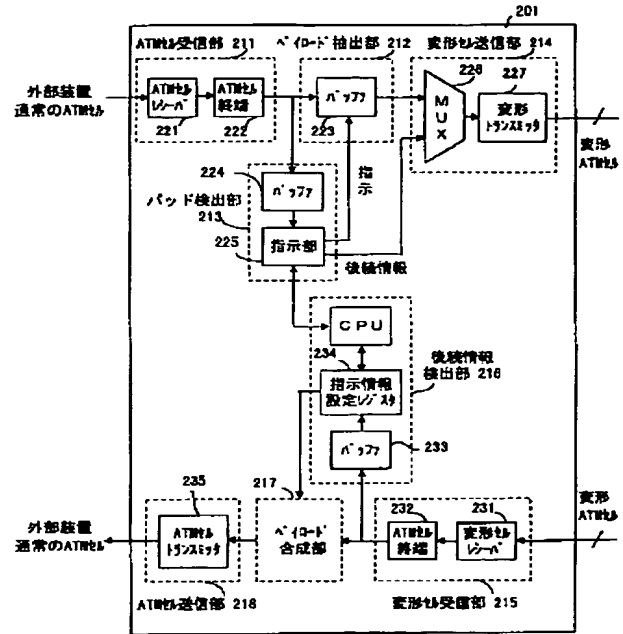 201
ATMセル受信部 211
ペイロード抽出部 212
変形セル送信部 214
外部装置
通常のATMセル
ATMセル
レシーバ
221
ATMセル
終端
222
バッファ
223
MUX
226
227
変形
トランスミッタ
変形
ATMセル
指示
224
バッファ
パッド検出部
213
225
指示部
後続情報
CPU
234
指示情報
設定レジスタ
後続情報
検出部 216
バッファ
233
217
235
外部装置
通常のATMセル
ATMセル
トランスミッタ
ペイロード
合成部
232
ATMセル
終端
231
変形セル
レシーバ
変形
ATMセル
ATMセル送信部 218
変形セル受信部 215